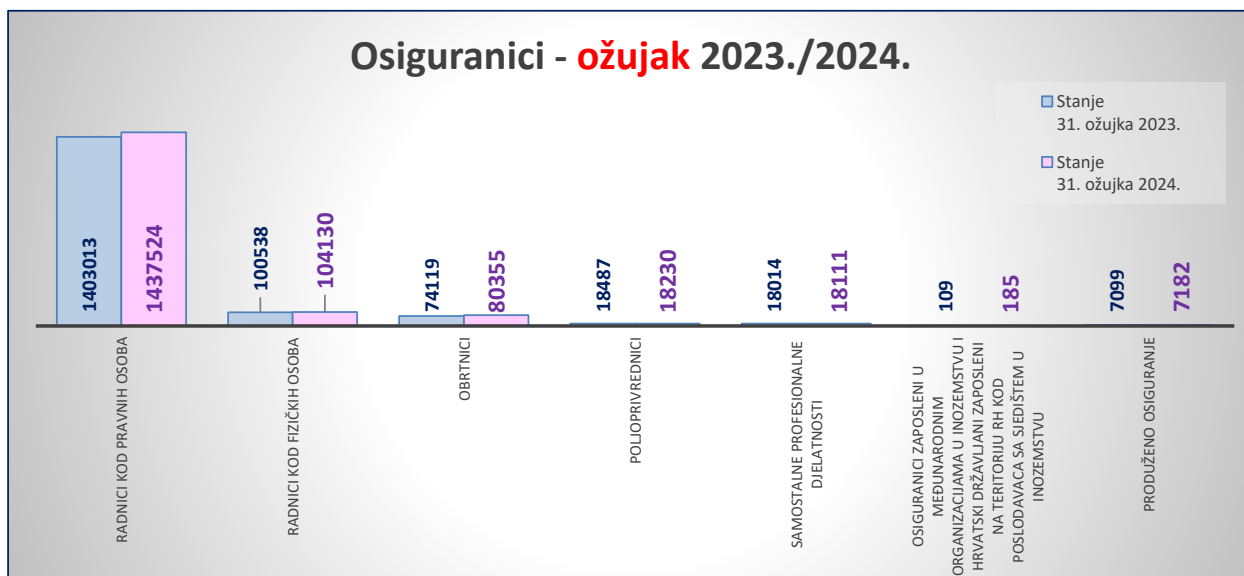 Osiguranici - ožujak 2023./2024.
Stanje
31. ožujka 2023.
Stanje
31. ožujka 2024.
1403013
1437524
100538
104130
74119
80355
18487
18230
18014
18111
109
185
7099
7182
RADNICI KOD PRAVNIH OSOBA
RADNICI KOD FIZIČKIH OSOBA
OBRTNICI
POLJOPRIVREDNICI
SAMOSTALNE PROFESIONALNE
DJELATNOSTI
OSIGURANICI ZAPOSLENI U
MEĐUNARODNIM
ORGANIZACIJAMA U INOZEMSTVU I
HRVATSKI DRŽAVLJANI ZAPOSLENI
NA TERITORIJU RH KOD
POSLODAVACA SA SJEDIŠTEM U
INOZEMSTVU
PRODUŽENO OSIGURANJE